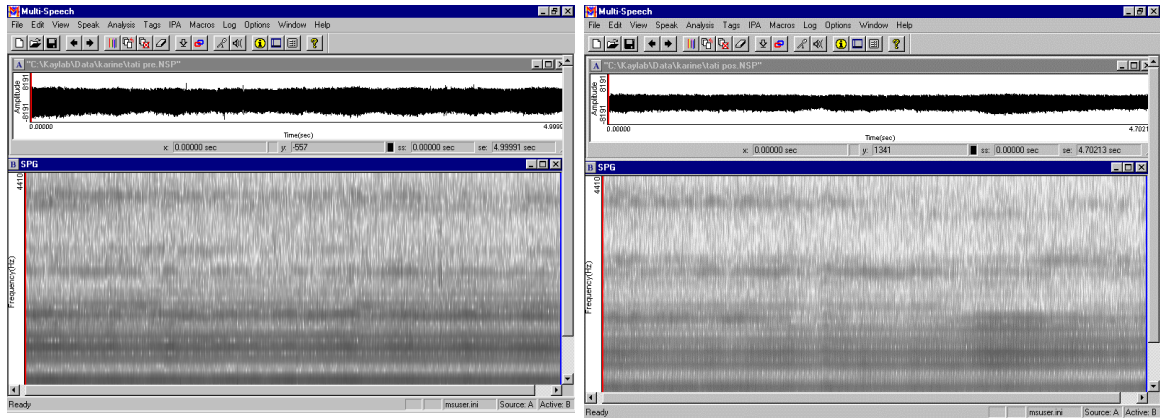 Multi-Speech
File Edit View Speak Analysis Tags IPA Macros Log Options Window Help
A "C:\Kaylab\Data\karine\tati pre.NSP"
Amplitude
8191
-8191
0.00000
4.9999
Time(sec)
x: 0.00000 sec y: -557 ss: 0.00000 sec se: 4.99991 sec
B SPG
4410
Frequency(Hz)
Ready msuser.ini Source: A Active: B
Multi-Speech
File Edit View Speak Analysis Tags IPA Macros Log Options Window Help
A "C:\Kaylab\Data\karine\tati pos.NSP"
Amplitude
8191
-8191
0.00000
4.7021
Time(sec)
x: 0.00000 sec y: 1341 ss: 0.00000 sec se: 4.70213 sec
B SPG
4410
Frequency(Hz)
Ready msuser.ini Source: A Active: B